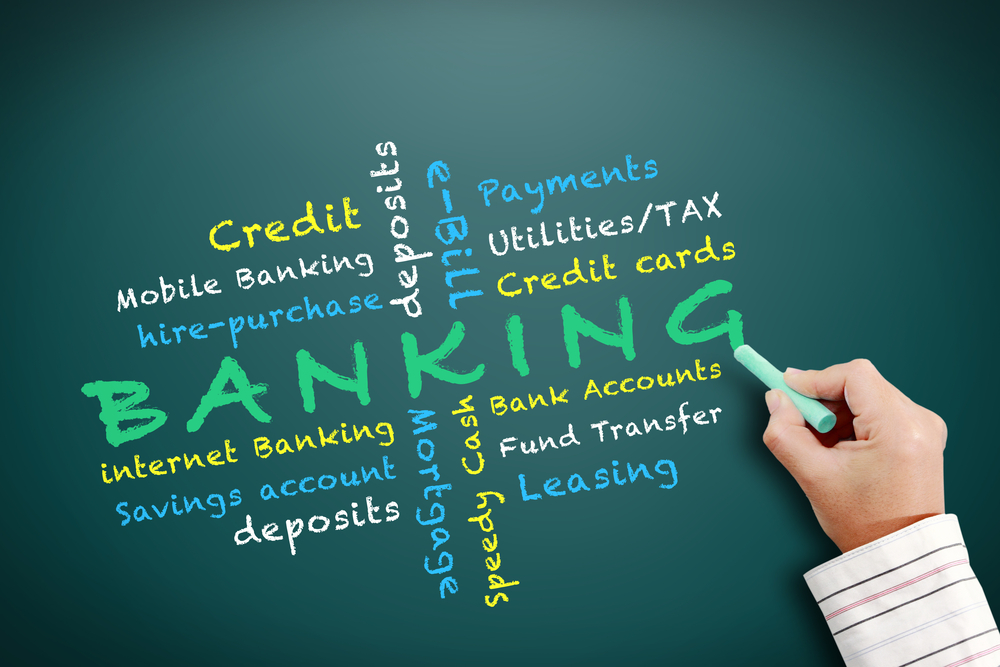 deposits
e-Bill
Payments
Credit
Utilities/TAX
Mobile Banking
Credit cards
hire-purchase
BANKING
internet Banking
Bank Accounts
Savings account
Fund Transfer
deposits
Leasing
Mortgage
speedy Cash